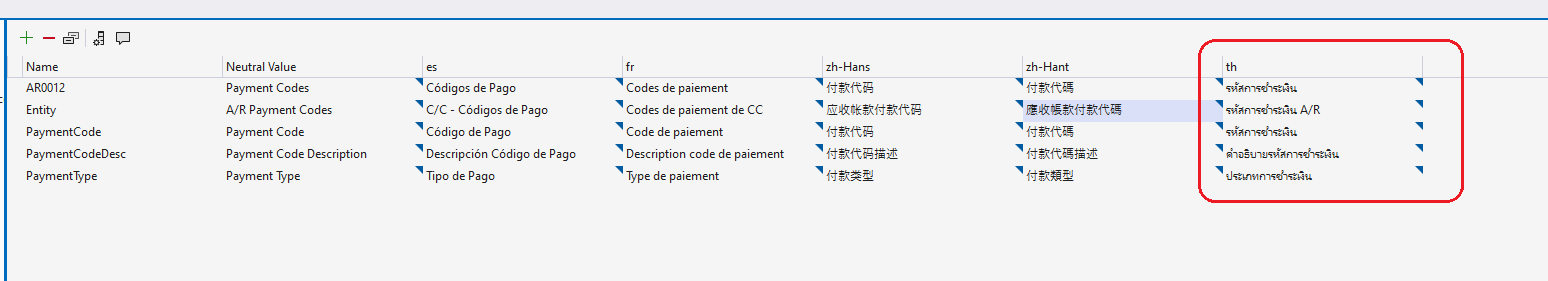 Name Neutral Value es fr zh-Hans zh-Hant th
AR0012 Payment Codes Códigos de Pago Codes de paiement 付款代码 付款代碼 รหัสการชำระเงิน
Entity A/R Payment Codes C/C - Códigos de Pago Codes de paiement de CC 应收帐款付款代码 應收帳款付款代碼 รหัสการชำระเงิน A/R
PaymentCode Payment Code Código de Pago Code de paiement 付款代码 付款代碼 รหัสการชำระเงิน
PaymentCodeDesc Payment Code Description Descripción Código de Pago Description code de paiement 付款代码描述 付款代碼描述 คำอธิบายรหัสการชำระเงิน
PaymentType Payment Type Tipo de Pago Type de paiement 付款类型 付款類型 ประเภทการชำระเงิน